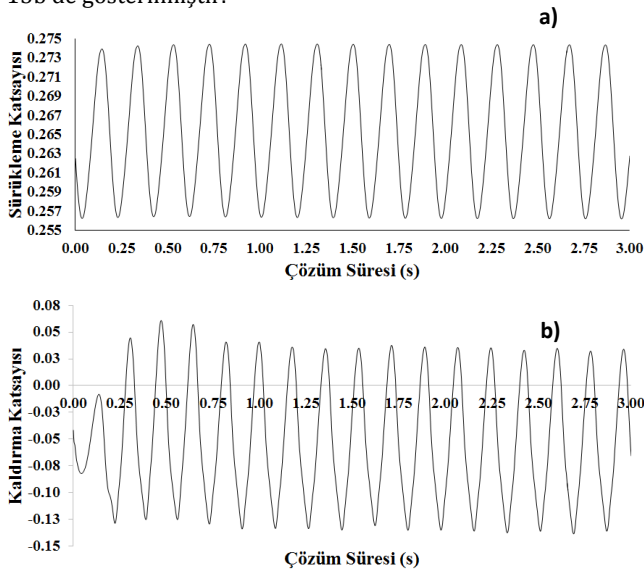 15b'de gösterilmiştir.
a)
0.275
0.273
0.271
0.269
0.267
0.265
0.263
0.261
0.259
0.257
0.255
Sürükleme Katsayısı
0.00 0.25 0.50 0.75 1.00 1.25 1.50 1.75 2.00 2.25 2.50 2.75 3.00
Çözüm Süresi (s)
b)
0.08
0.05
0.03
0.00
-0.03
-0.05
-0.08
-0.10
-0.13
-0.15
Kaldırma Katsayısı
0.00 0.25 0.50 0.75 1.00 1.25 1.50 1.75 2.00 2.25 2.50 2.75 3.00
Çözüm Süresi (s)